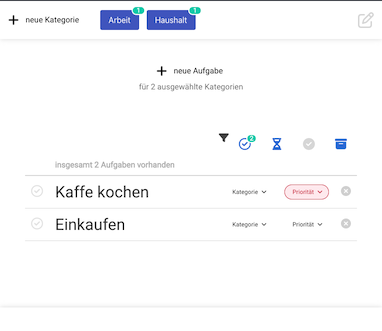 neue Kategorie
Arbeit
1
Haushalt
1
neue Aufgabe
für 2 ausgewählte Kategorien
2
insgesamt 2 Aufgaben vorhanden
Kaffe kochen Kategorie Priorität
Einkaufen Kategorie Priorität